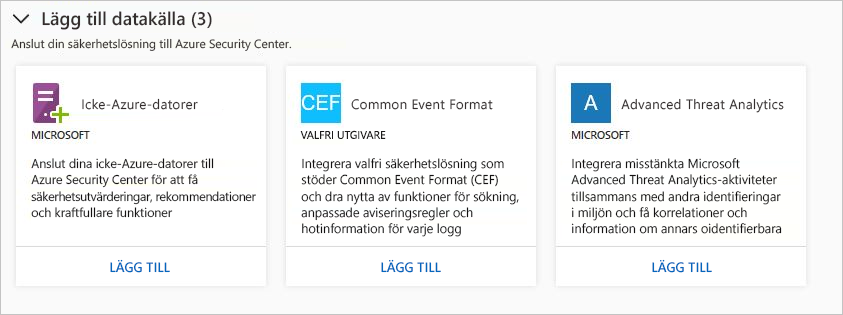 Lägg till datakälla (3)
Anslut din säkerhetslösning till Azure Security Center.
Icke-Azure-datorer
MICROSOFT
Anslut dina icke-Azure-datorer till
Azure Security Center för att få
säkerhetsutvärderingar, rekommendationer
och kraftfullare funktioner
LÄGG TILL
CEF
Common Event Format
VALFRI UTGIVARE
Integrera valfri säkerhetslösning som
stöder Common Event Format (CEF)
och dra nytta av funktioner för sökning,
anpassade aviseringsregler och
hotinformation för varje logg
LÄGG TILL
A
Advanced Threat Analytics
MICROSOFT
Integrera misstänkta Microsoft
Advanced Threat Analytics-aktiviteter
tillsammans med andra identifieringar
i miljön och få korrelationer och
information om annars oidentifierbara
LÄGG TILL